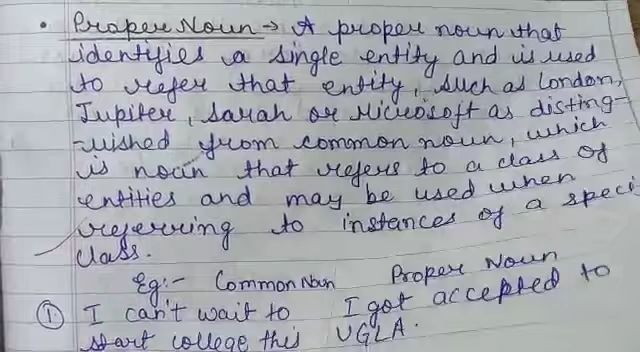 • Proper Noun → A proper noun that
identifies a single entity and is used
to refer that entity, such as London,
Jupiter, Sarah or Microsoft as disting-
-uished from common noun, which
is noun that refers to a class of
entities and may be used when
referring to instances of a speci
class.
Eg:- Common Noun Proper Noun
① I can't wait to I got accepted to
start college this UGLA.